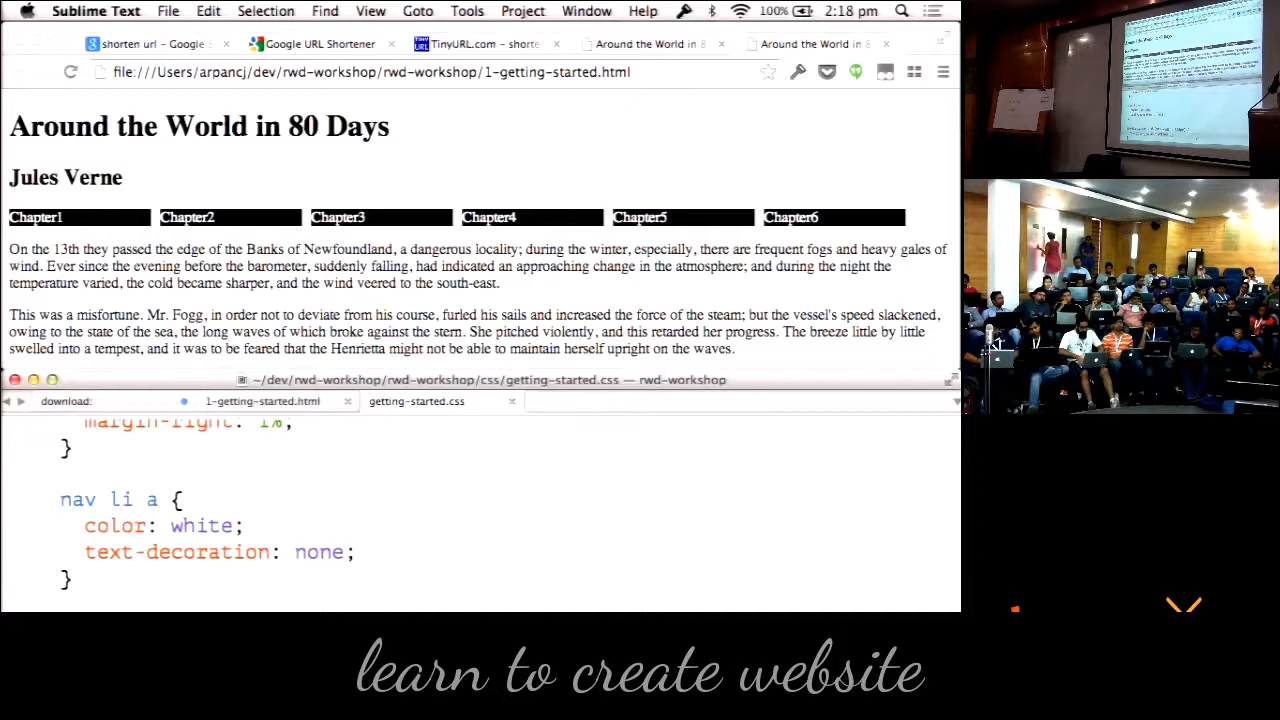 Sublime Text File Edit Selection Find View Goto Tools Project Window Help 100% 2:18 pm
shorten url - Google × Google URL Shortener × TinyURL.com - shorte × Around the World in 8 × Around the World in 8 ×
file:///Users/arpancj/dev/rwd-workshop/rwd-workshop/1-getting-started.html
Around the World in 80 Days
Jules Verne
Chapter1 Chapter2 Chapter3 Chapter4 Chapter5 Chapter6
On the 13th they passed the edge of the Banks of Newfoundland, a dangerous locality; during the winter, especially, there are frequent fogs and heavy gales of
wind. Ever since the evening before the barometer, suddenly falling, had indicated an approaching change in the atmosphere; and during the night the
temperature varied, the cold became sharper, and the wind veered to the south-east.
This was a misfortune. Mr. Fogg, in order not to deviate from his course, furled his sails and increased the force of the steam; but the vessel's speed slackened,
owing to the state of the sea, the long waves of which broke against the stern. She pitched violently, and this retarded her progress. The breeze little by little
swelled into a tempest, and it was to be feared that the Henrietta might not be able to maintain herself upright on the waves.
~/dev/rwd-workshop/rwd-workshop/css/getting-started.css — rwd-workshop
download: 1-getting-started.html × getting-started.css ×
margin-right: 1%;
}
nav li a {
color: white;
text-decoration: none;
}
learn to create website